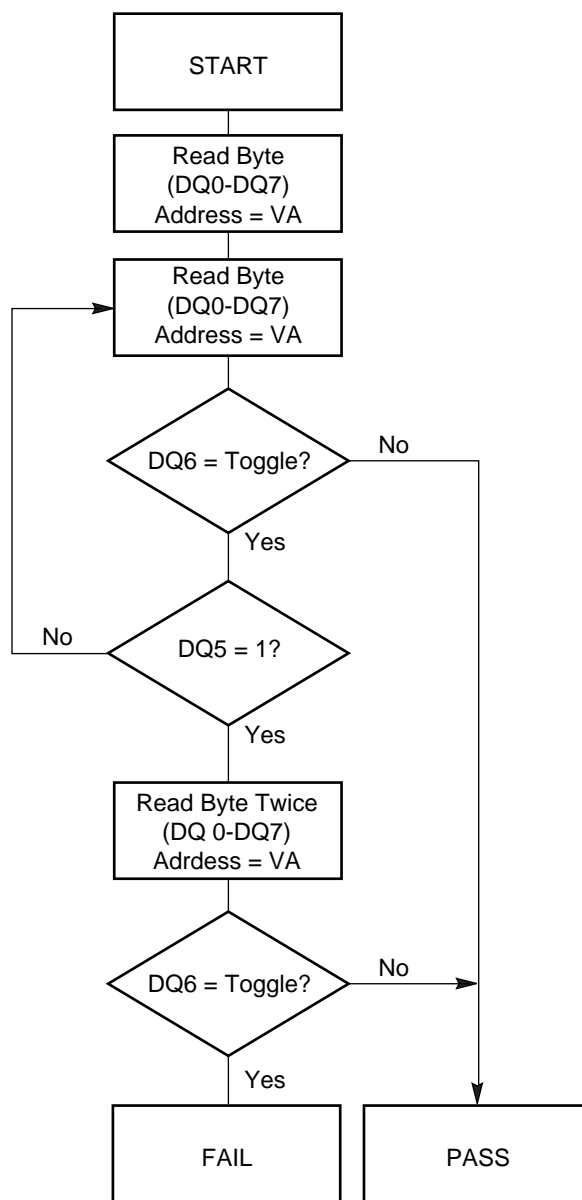 START
Read Byte
(DQ0-DQ7)
Address = VA
Read Byte
(DQ0-DQ7)
Address = VA
DQ6 = Toggle?
No
Yes
No
DQ5 = 1?
Yes
Read Byte Twice
(DQ 0-DQ7)
Adrdess = VA
DQ6 = Toggle?
No
Yes
FAIL
PASS